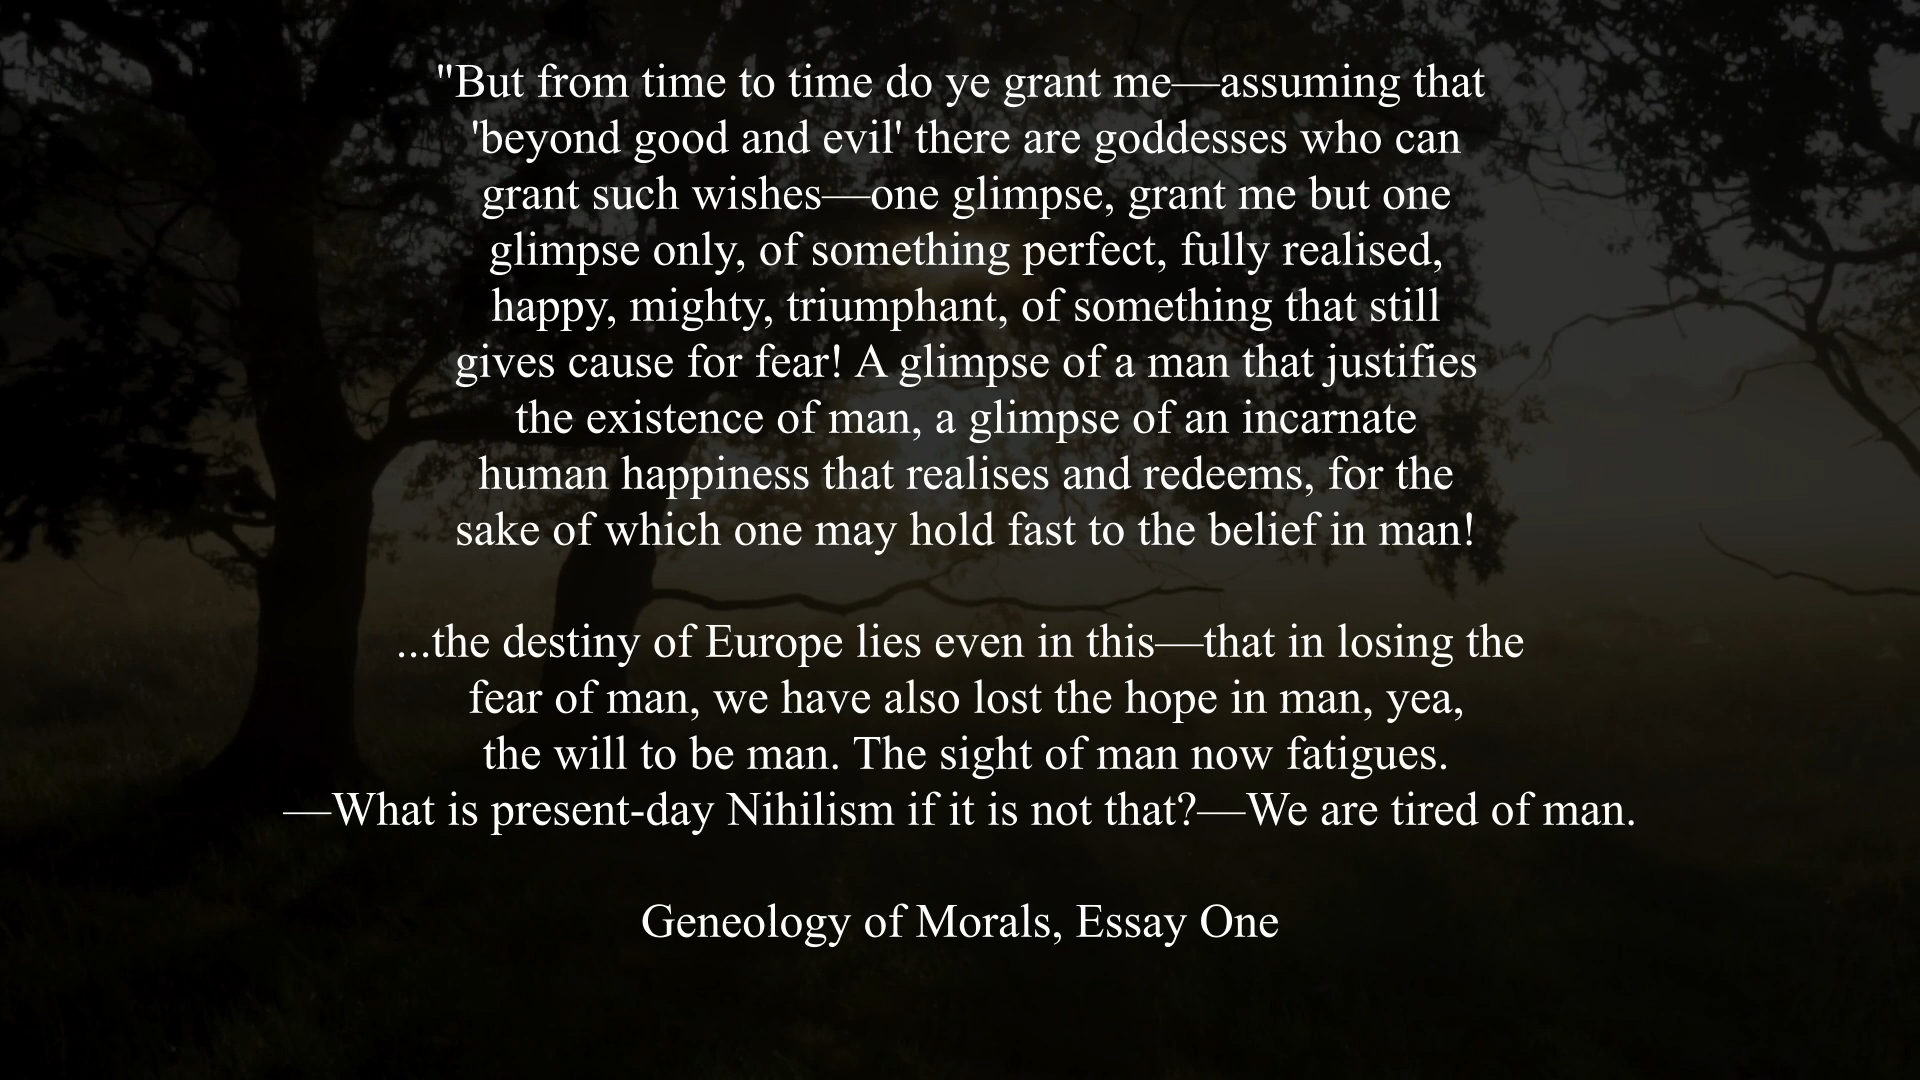 "But from time to time do ye grant me—assuming that
'beyond good and evil' there are goddesses who can
grant such wishes—one glimpse, grant me but one
glimpse only, of something perfect, fully realised,
happy, mighty, triumphant, of something that still
gives cause for fear! A glimpse of a man that justifies
the existence of man, a glimpse of an incarnate
human happiness that realises and redeems, for the
sake of which one may hold fast to the belief in man!
...the destiny of Europe lies even in this—that in losing the
fear of man, we have also lost the hope in man, yea,
the will to be man. The sight of man now fatigues.
—What is present-day Nihilism if it is not that?—We are tired of man.
Geneology of Morals, Essay One